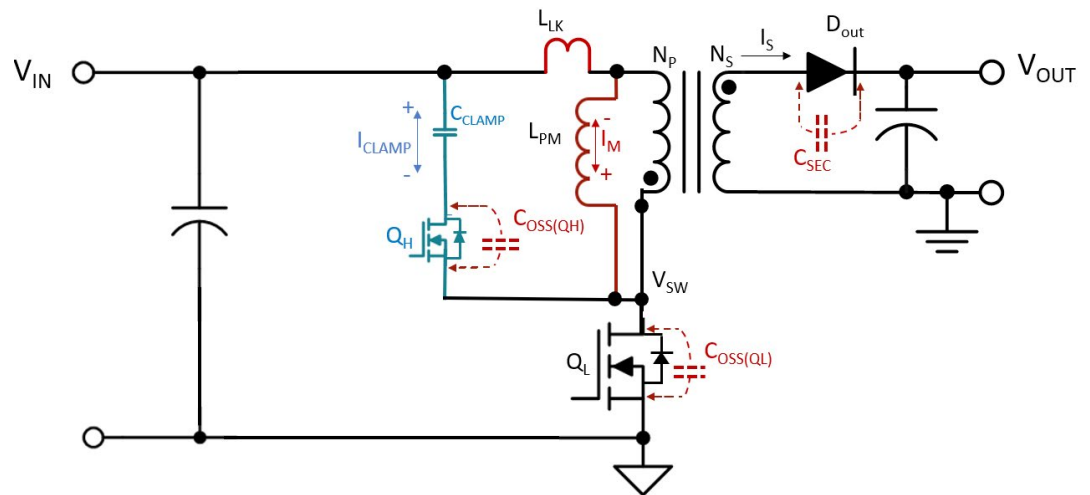 L_LK
D_out
V_IN
N_P
N_S
I_S
V_OUT
+
C_CLAMP
L_PM
-
I_CLAMP
I_M
C_SEC
-
+
Q_H
C_OSS(QH)
V_SW
Q_L
C_OSS(QL)